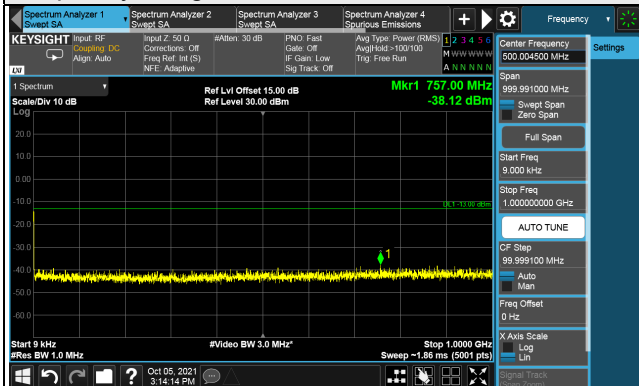 Spectrum Analyzer 1
Swept SA
Spectrum Analyzer 2
Swept SA
Spectrum Analyzer 3
Swept SA
Spectrum Analyzer 4
Spurious Emissions
+
Frequency
KEYSIGHT
Input: RF
Coupling: DC
Align: Auto
Input Z: 50 Ω
Corrections: Off
Freq Ref: Int (S)
NFE: Adaptive
#Atten: 30 dB
PNO: Fast
Gate: Off
IF Gain: Low
Sig Track: Off
Avg Type: Power (RMS)
Avg|Hold:>100/100
Trig: Free Run
1 2 3 4 5 6
M W W W W W
A N N N N N
LXI
Center Frequency
500.004500 MHz
Settings
Span
999.991000 MHz
Swept Span
Zero Span
Full Span
Start Freq
9.000 kHz
Stop Freq
1.000000000 GHz
AUTO TUNE
CF Step
99.999100 MHz
Auto
Man
Freq Offset
0 Hz
X Axis Scale
Log
Lin
Signal Track
(Span Zoom)
1 Spectrum
Scale/Div 10 dB
Log
Ref Lvl Offset 15.00 dB
Ref Level 30.00 dBm
Mkr1 757.00 MHz
-38.12 dBm
20.0
10.0
0.00
-10.0
DL1 -13.00 dBm
-20.0
-30.0
1
-40.0
-50.0
-60.0
Start 9 kHz
#Video BW 3.0 MHz*
Stop 1.0000 GHz
#Res BW 1.0 MHz
Sweep ~1.86 ms (5001 pts)
?
Oct 05, 2021
3:14:14 PM